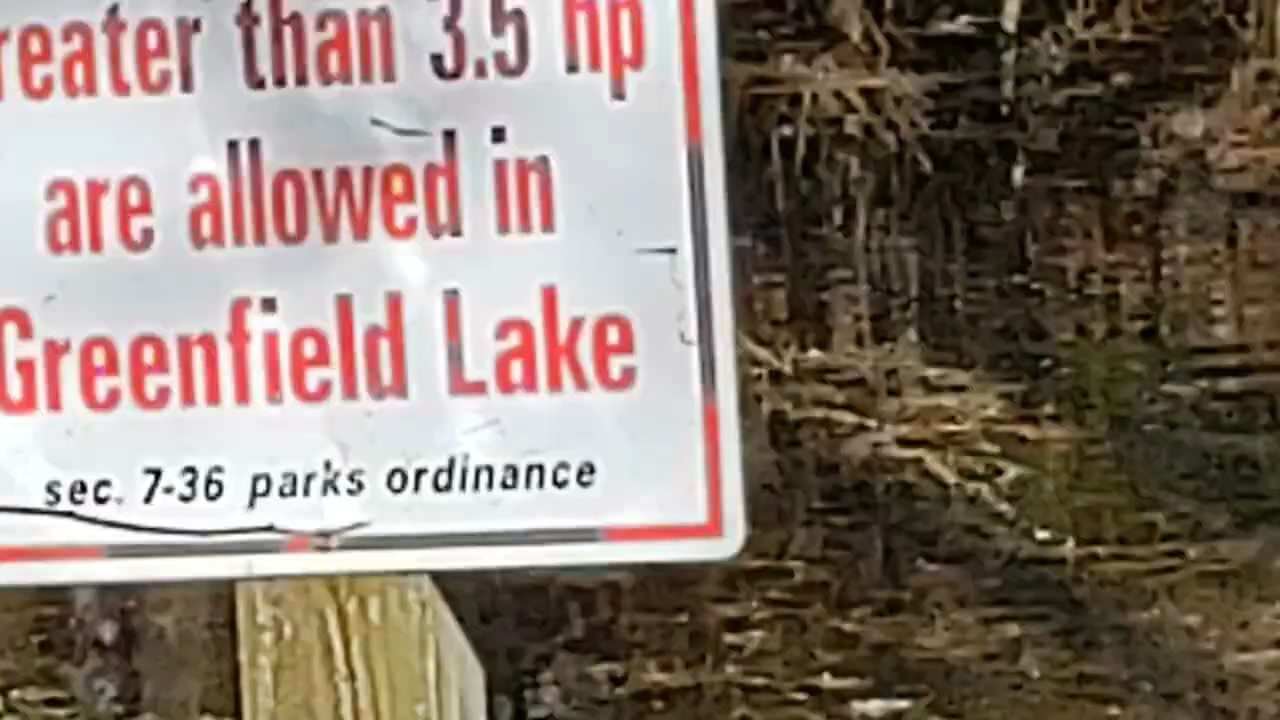 reater than 3.5 hp
are allowed in
Greenfield Lake
sec. 7-36 parks ordinance